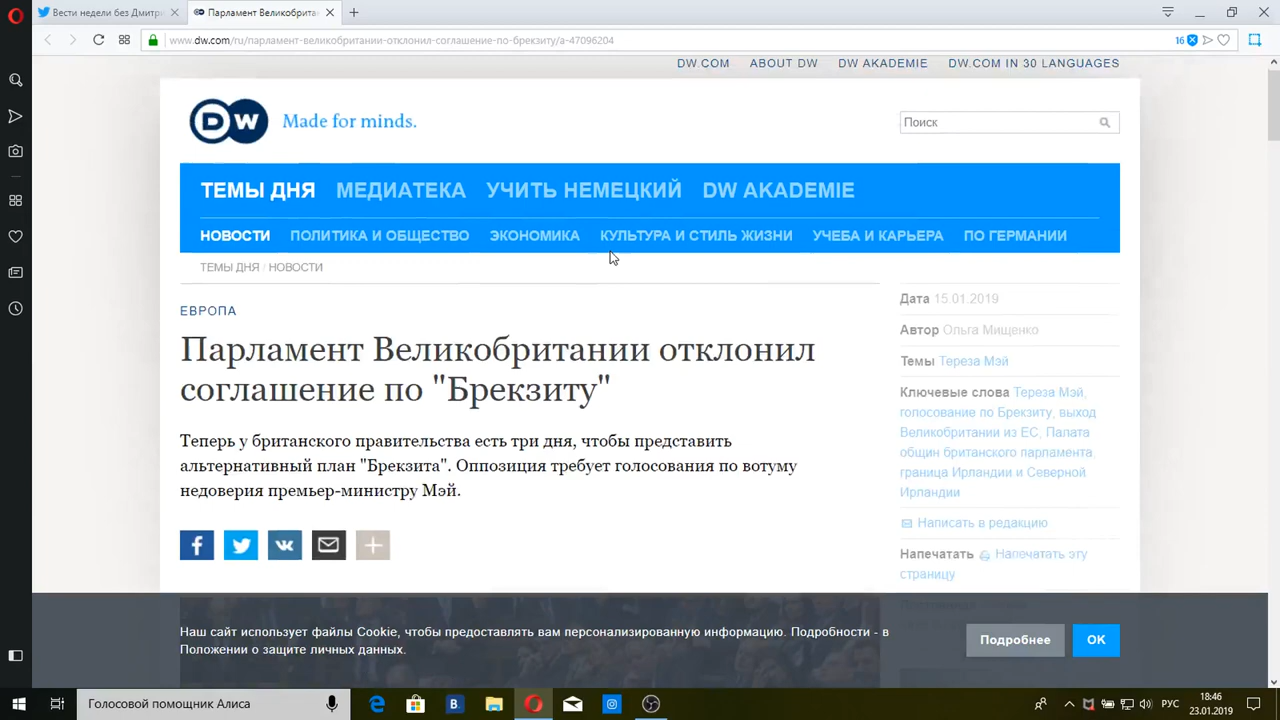 Вести недели без Дмитри
Парламент Великобрита
www.dw.com/ru/парламент-великобритании-отклонил-соглашение-по-брекзиту/a-47096204
16
DW.COM ABOUT DW DW AKADEMIE DW.COM IN 30 LANGUAGES
DW Made for minds.
Поиск
ТЕМЫ ДНЯ МЕДИАТЕКА УЧИТЬ НЕМЕЦКИЙ DW AKADEMIE
НОВОСТИ ПОЛИТИКА И ОБЩЕСТВО ЭКОНОМИКА КУЛЬТУРА И СТИЛЬ ЖИЗНИ УЧЕБА И КАРЬЕРА ПО ГЕРМАНИИ
ТЕМЫ ДНЯ / НОВОСТИ
ЕВРОПА
Парламент Великобритании отклонил
соглашение по "Брекзиту"
Теперь у британского правительства есть три дня, чтобы представить
альтернативный план "Брекзита". Оппозиция требует голосования по вотуму
недоверия премьер-министру Мэй.
Дата 15.01.2019
Автор Ольга Мищенко
Темы Тереза Мэй
Ключевые слова Тереза Мэй,
голосование по Брекзиту, выход
Великобритании из ЕС, Палата
общин британского парламента
граница Ирландии и Северной
Ирландии
Написать в редакцию
Напечатать Напечатать эту
страницу
Наш сайт использует файлы Cookie, чтобы предоставлять вам персонализированную информацию. Подробности - в
Положении о защите личных данных.
Подробнее
OK
Голосовой помощник Алиса
РУС
18:46
23.01.2019